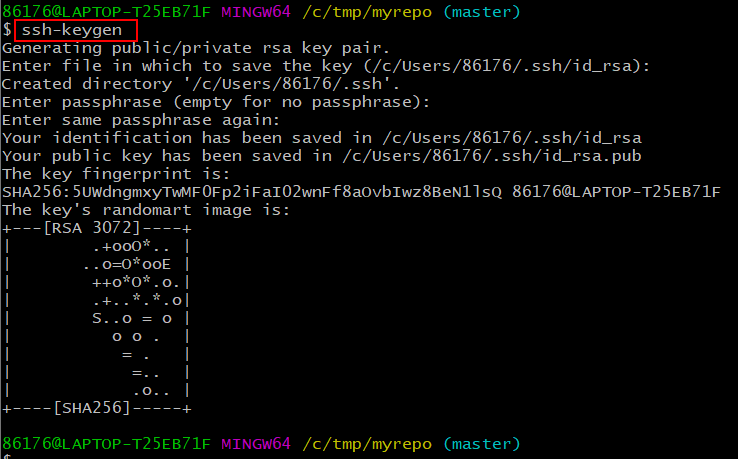 86176@LAPTOP-T25EB71F MINGW64 /c/tmp/myrepo (master)
$ ssh-keygen
Generating public/private rsa key pair.
Enter file in which to save the key (/c/Users/86176/.ssh/id_rsa):
Created directory '/c/Users/86176/.ssh'.
Enter passphrase (empty for no passphrase):
Enter same passphrase again:
Your identification has been saved in /c/Users/86176/.ssh/id_rsa
Your public key has been saved in /c/Users/86176/.ssh/id_rsa.pub
The key fingerprint is:
SHA256:5UWdngmxyTwMFOFp2iFaIO2wnFf8aOvbIwz8BeN1lsQ 86176@LAPTOP-T25EB71F
The key's randomart image is:
+---[RSA 3072]----+
|        .+ooO*.. |
|       ..o=O*ooE |
|        ++o*O*.o.|
|        .+..*.*.o|
|        S..o = o |
|          o o .  |
|           = .   |
|            =..  |
|            .o.. |
+----[SHA256]-----+
86176@LAPTOP-T25EB71F MINGW64 /c/tmp/myrepo (master)
$